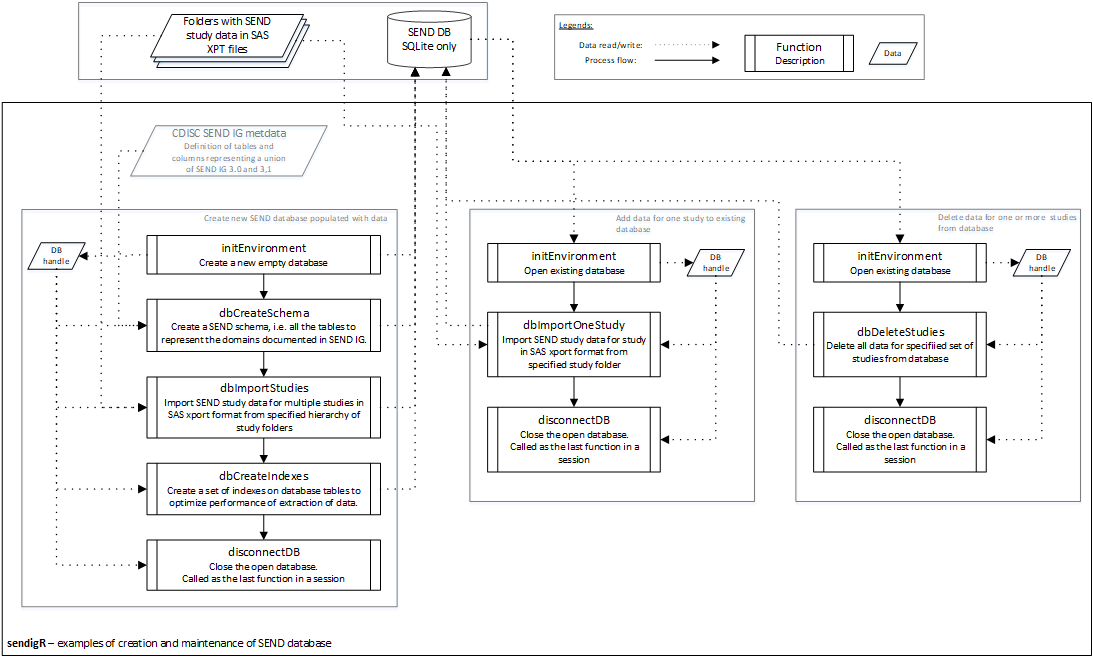 Folders with SEND
study data in SAS
XPT files
SEND DB
SQLite only
Legends:
Data read/write:
Process flow:
Function
Description
Data
CDISC SEND IG metdata
Definition of tables and
columns representing a union
of SEND IG 3.0 and 3,1
Create new SEND database populated with data
DB
handle
initEnvironment
Create a new empty database
dbCreateSchema
Create a SEND schema, i.e. all the tables to
represent the domains documented in SEND IG.
dbImportStudies
Import SEND study data for multiple studies in
SAS xport format from specified hierarchy of
study folders
dbCreateIndexes
Create a set of indexes on database tables to
optimize performance of extraction of data.
disconnectDB
Close the open database.
Called as the last function in a session
Add data for one study to existing
database
initEnvironment
Open existing database
DB
handle
dbImportOneStudy
Import SEND study data for study
in SAS xport format from
specified study folder
disconnectDB
Close the open database.
Called as the last function in a
session
Delete data for one or more studies
from database
initEnvironment
Open existing database
DB
handle
dbDeleteStudies
Delete all data for specifiied set of
studies from database
disconnectDB
Close the open database.
Called as the last function in a
session
sendigR – examples of creation and maintenance of SEND database